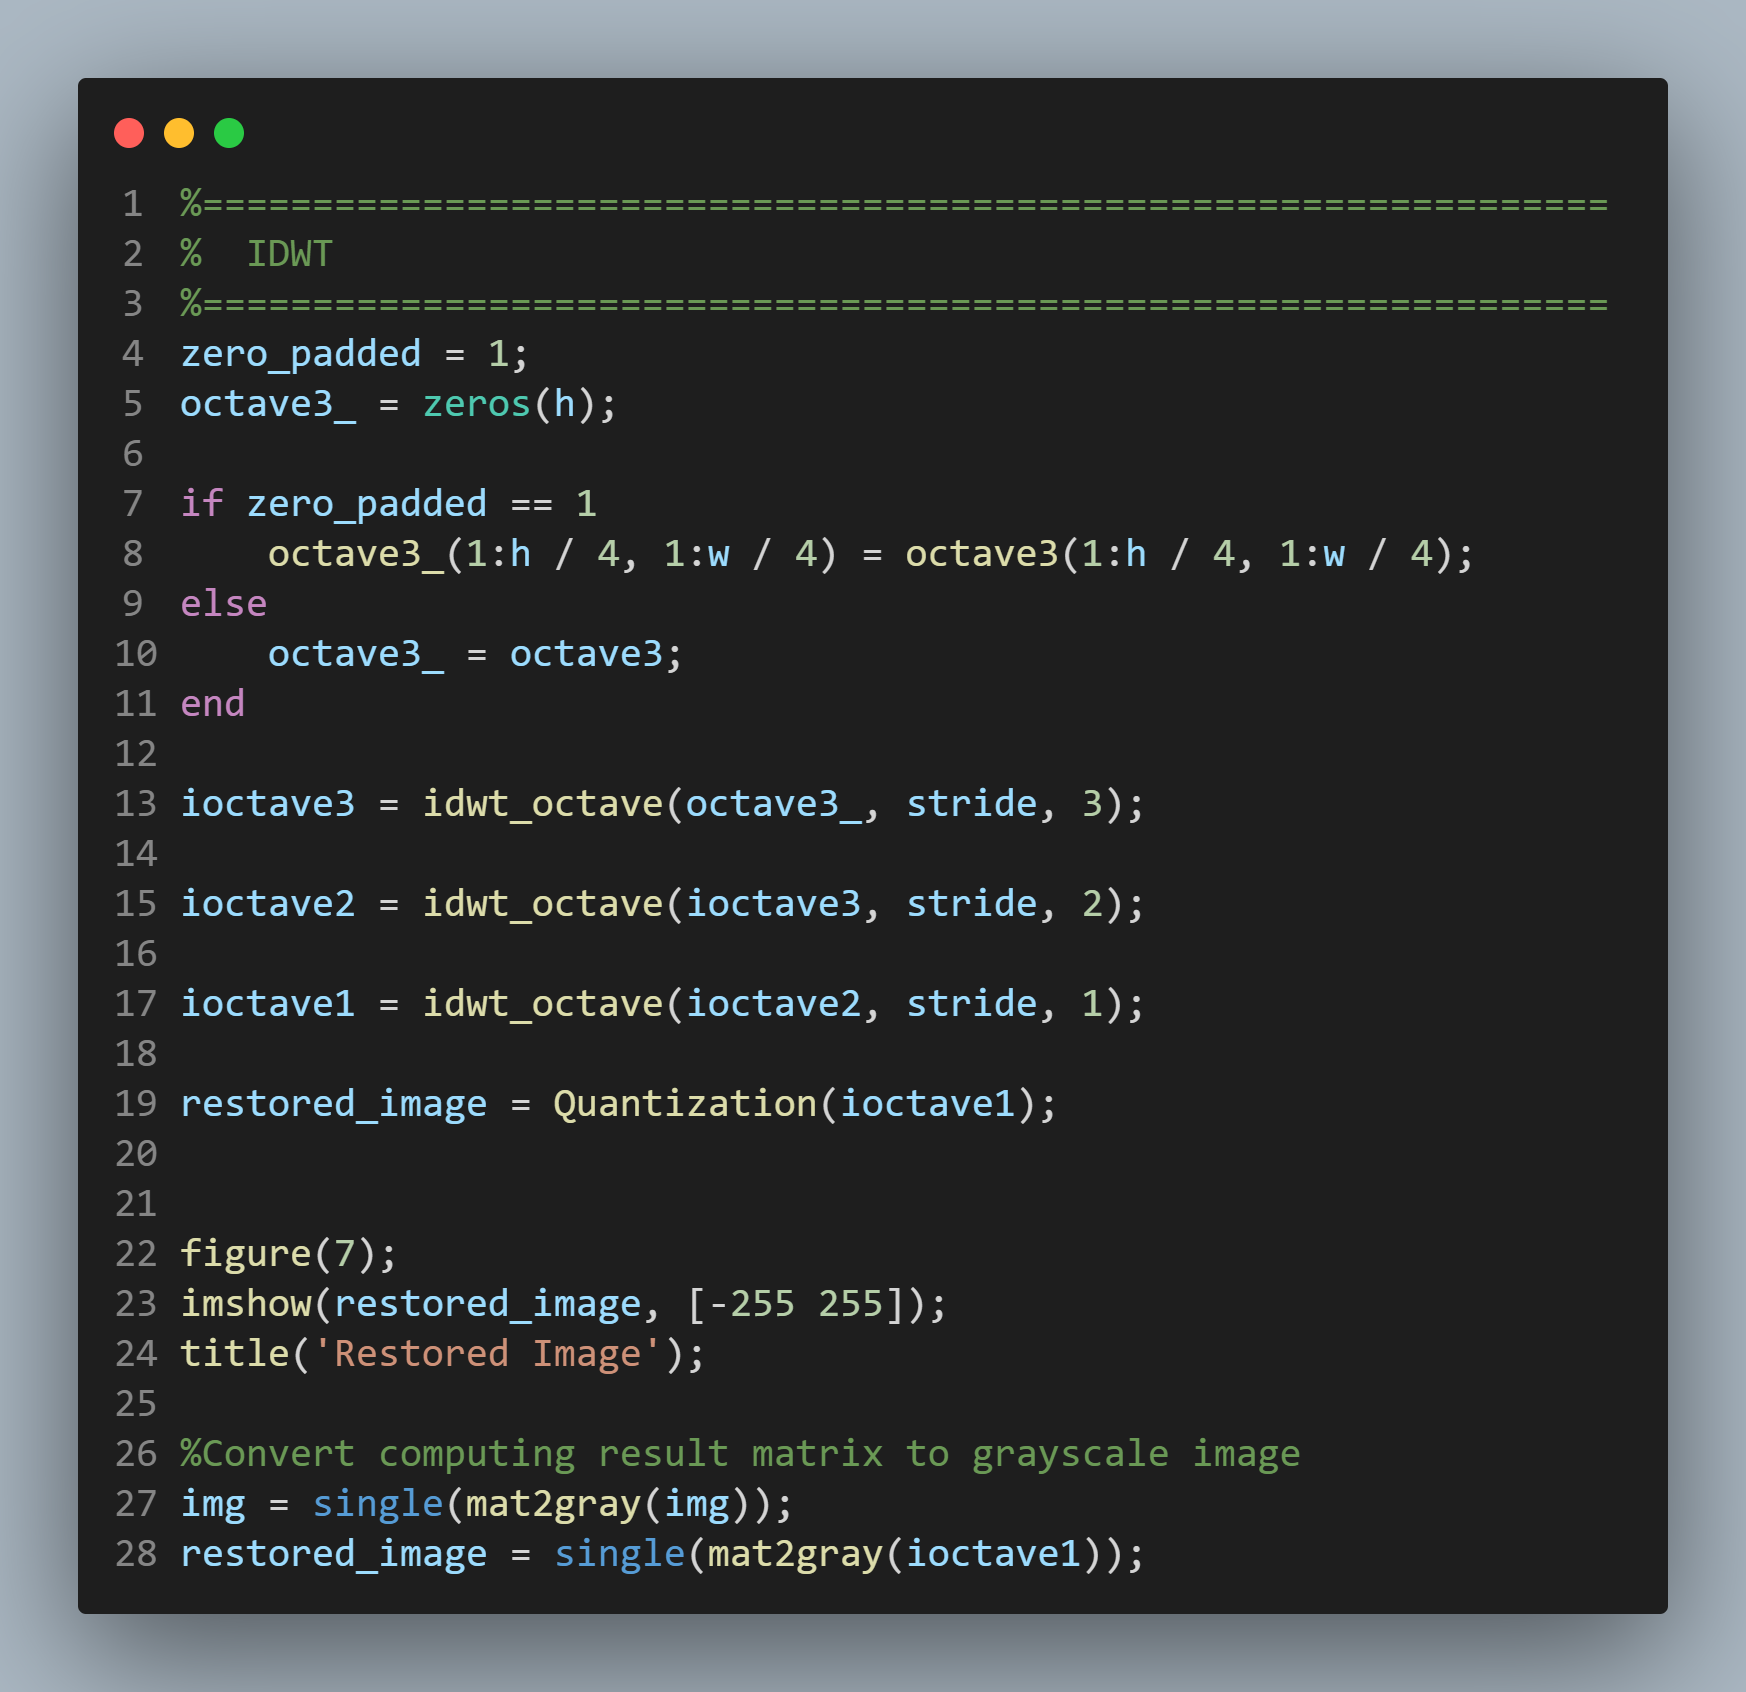 1 %================================================================
2 %  IDWT
3 %================================================================
4 zero_padded = 1;
5 octave3_ = zeros(h);
6
7 if zero_padded == 1
8     octave3_(1:h / 4, 1:w / 4) = octave3(1:h / 4, 1:w / 4);
9 else
10     octave3_ = octave3;
11 end
12
13 ioctave3 = idwt_octave(octave3_, stride, 3);
14
15 ioctave2 = idwt_octave(ioctave3, stride, 2);
16
17 ioctave1 = idwt_octave(ioctave2, stride, 1);
18
19 restored_image = Quantization(ioctave1);
20
21
22 figure(7);
23 imshow(restored_image, [-255 255]);
24 title('Restored Image');
25
26 %Convert computing result matrix to grayscale image
27 img = single(mat2gray(img));
28 restored_image = single(mat2gray(ioctave1));